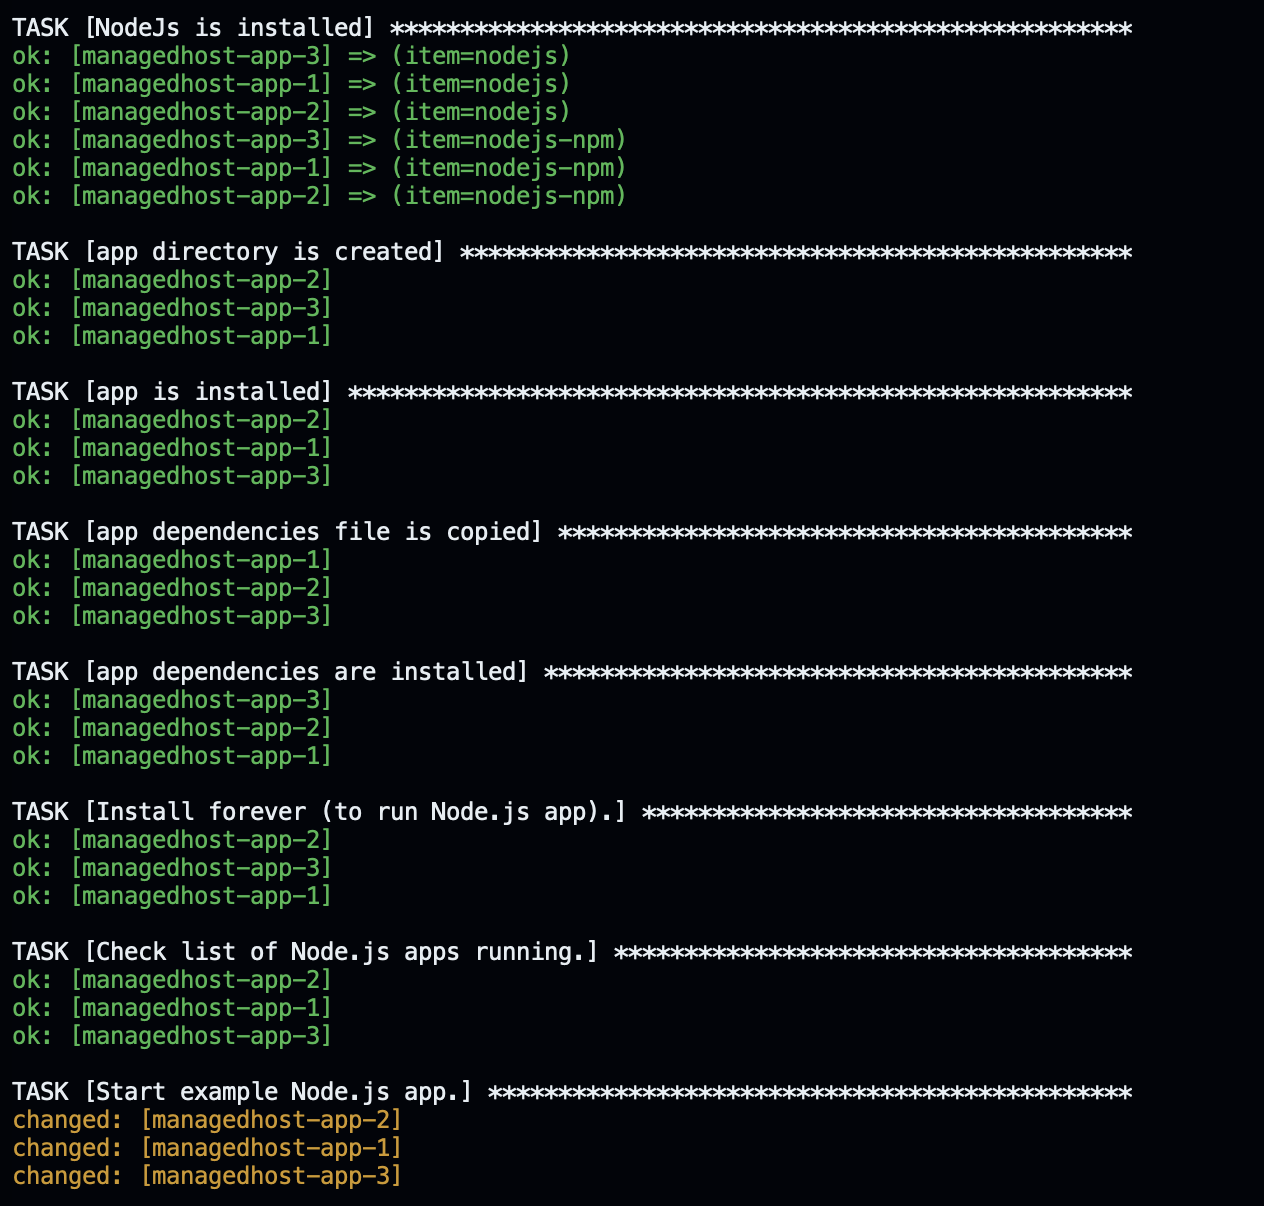 TASK [NodeJs is installed] *****************************************************
ok: [managedhost-app-3] => (item=nodejs)
ok: [managedhost-app-1] => (item=nodejs)
ok: [managedhost-app-2] => (item=nodejs)
ok: [managedhost-app-3] => (item=nodejs-npm)
ok: [managedhost-app-1] => (item=nodejs-npm)
ok: [managedhost-app-2] => (item=nodejs-npm)

TASK [app directory is created] ************************************************
ok: [managedhost-app-2]
ok: [managedhost-app-3]
ok: [managedhost-app-1]

TASK [app is installed] ********************************************************
ok: [managedhost-app-2]
ok: [managedhost-app-1]
ok: [managedhost-app-3]

TASK [app dependencies file is copied] *****************************************
ok: [managedhost-app-1]
ok: [managedhost-app-2]
ok: [managedhost-app-3]

TASK [app dependencies are installed] ******************************************
ok: [managedhost-app-3]
ok: [managedhost-app-2]
ok: [managedhost-app-1]

TASK [Install forever (to run Node.js app).] ***********************************
ok: [managedhost-app-2]
ok: [managedhost-app-3]
ok: [managedhost-app-1]

TASK [Check list of Node.js apps running.] *************************************
ok: [managedhost-app-2]
ok: [managedhost-app-1]
ok: [managedhost-app-3]

TASK [Start example Node.js app.] **********************************************
changed: [managedhost-app-2]
changed: [managedhost-app-1]
changed: [managedhost-app-3]